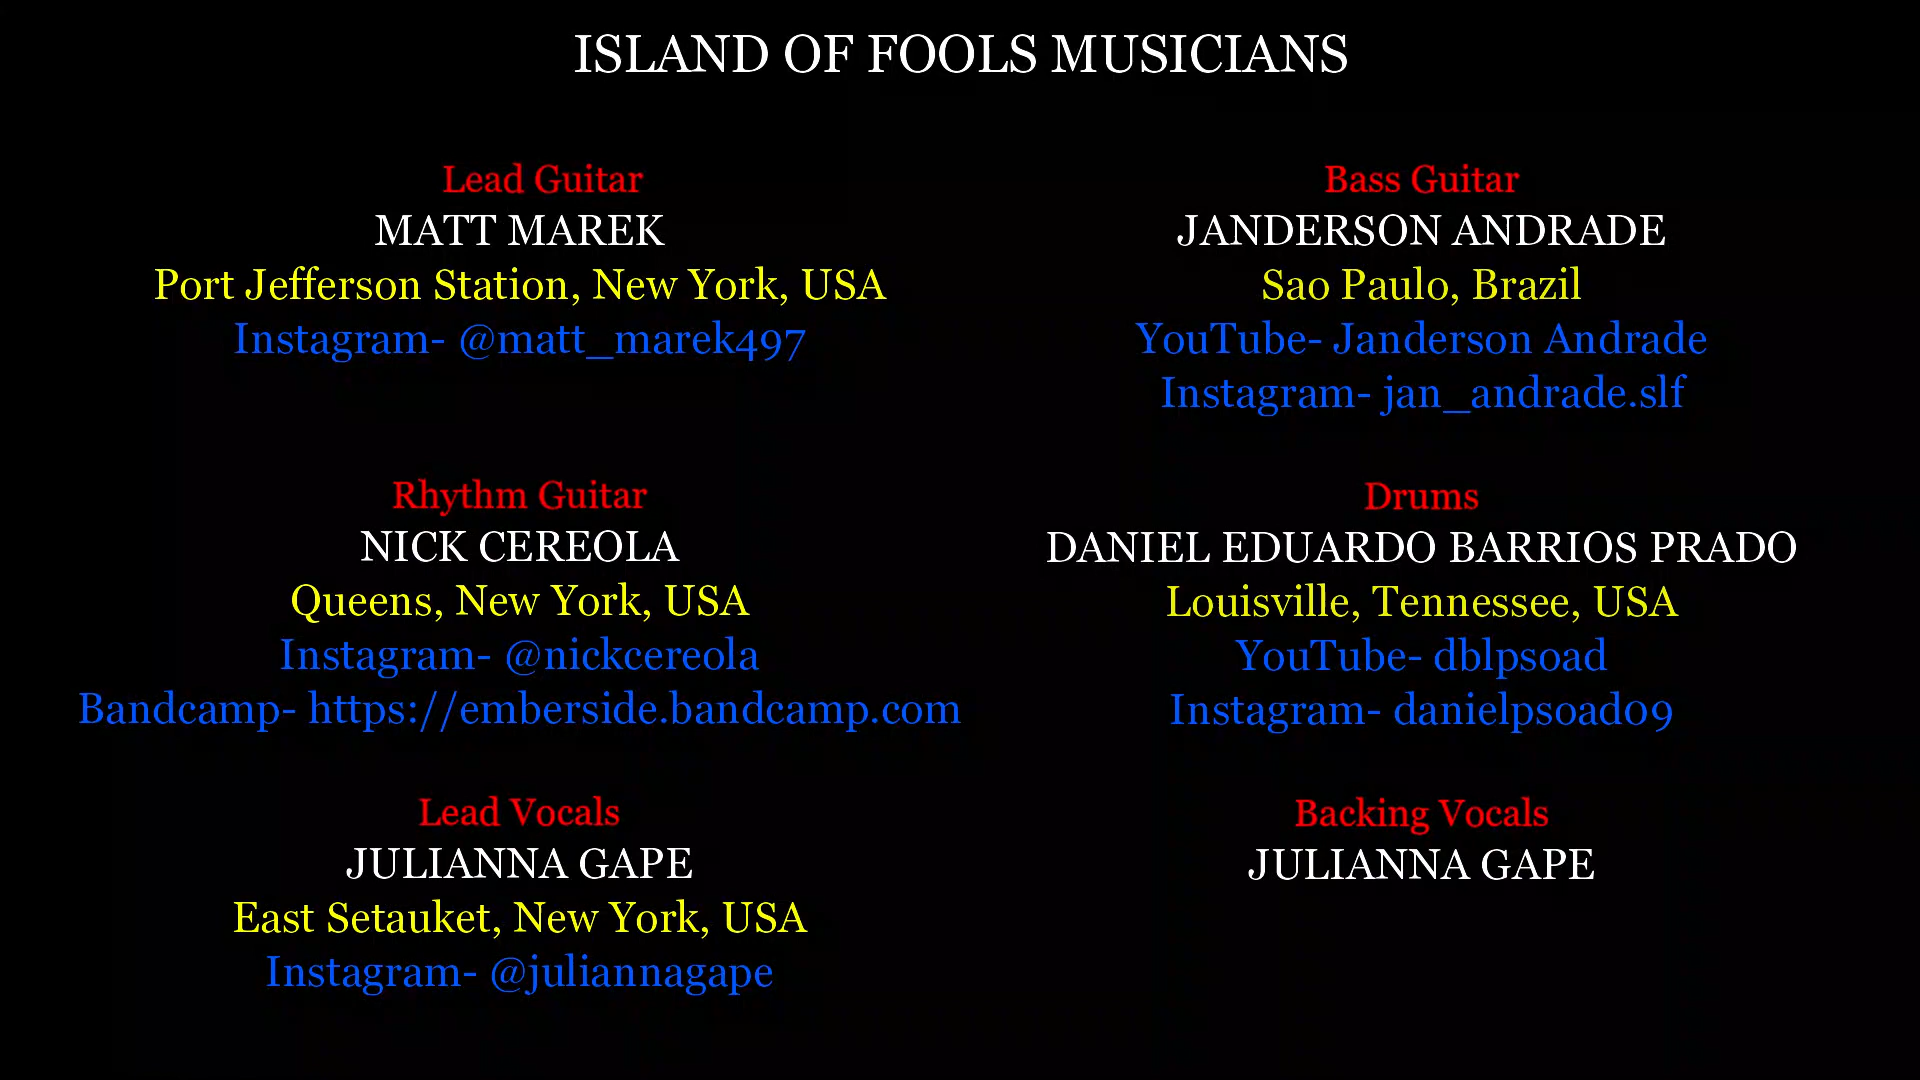 ISLAND OF FOOLS MUSICIANS
Lead Guitar
MATT MAREK
Port Jefferson Station, New York, USA
Instagram- @matt_marek497
Bass Guitar
JANDERSON ANDRADE
Sao Paulo, Brazil
YouTube- Janderson Andrade
Instagram- jan_andrade.slf
Rhythm Guitar
NICK CEREOLA
Queens, New York, USA
Instagram- @nickcereola
Bandcamp- https://emberside.bandcamp.com
Drums
DANIEL EDUARDO BARRIOS PRADO
Louisville, Tennessee, USA
YouTube- dblpsoad
Instagram- danielpsoad09
Lead Vocals
JULIANNA GAPE
East Setauket, New York, USA
Instagram- @juliannagape
Backing Vocals
JULIANNA GAPE